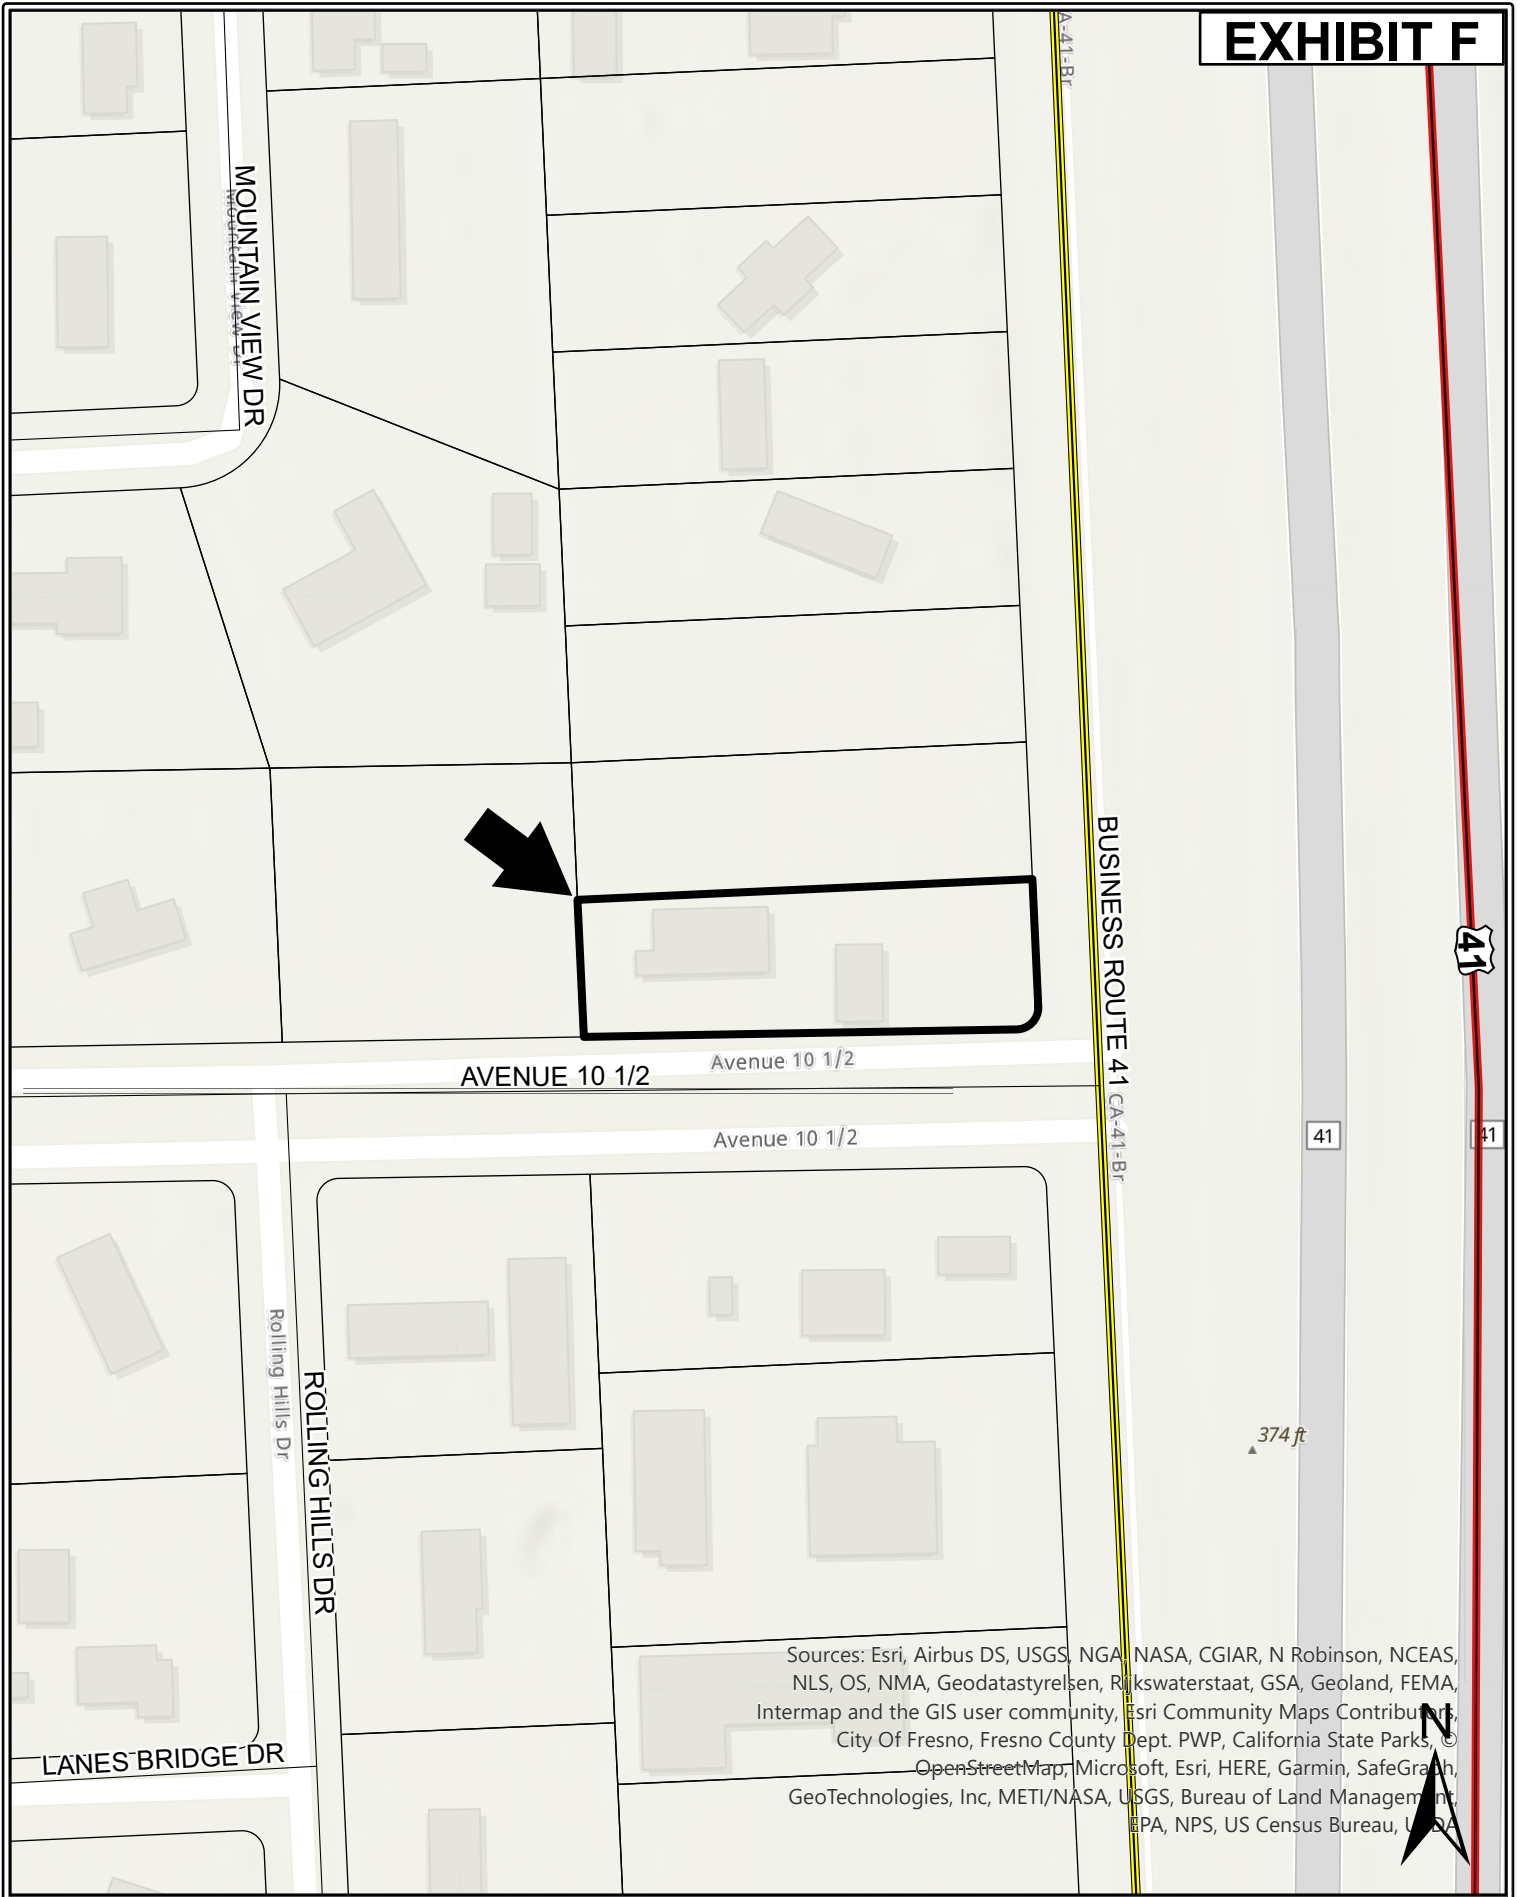 EXHIBIT F
A-41-Br
MOUNTAIN VIEW DR
Mountain View Dr
BUSINESS ROUTE 41
41
Avenue 10 1/2
AVENUE 10 1/2
CA-41-Br
41
41
Avenue 10 1/2
Rolling Hills Dr
ROLLING HILLS DR
374 ft
Sources: Esri, Airbus DS, USGS, NGA, NASA, CGIAR, N Robinson, NCEAS,
NLS, OS, NMA, Geodatastyrelsen, Rijkswaterstaat, GSA, Geoland, FEMA,
Intermap and the GIS user community, Esri Community Maps Contributors,
City Of Fresno, Fresno County Dept. PWP, California State Parks, ©
OpenStreetMap, Microsoft, Esri, HERE, Garmin, SafeGraph,
GeoTechnologies, Inc, METI/NASA, USGS, Bureau of Land Management,
EPA, NPS, US Census Bureau, USDA
N
LANES BRIDGE DR